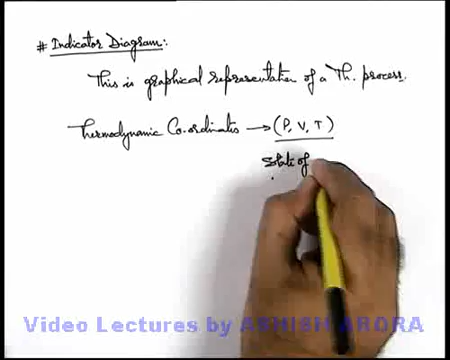 # Indicator Diagram:
This is graphical representation of a Th. process.
Thermodynamic Co-ordinates → (P, V, T)
State of
Video Lectures by ASHISH ARORA